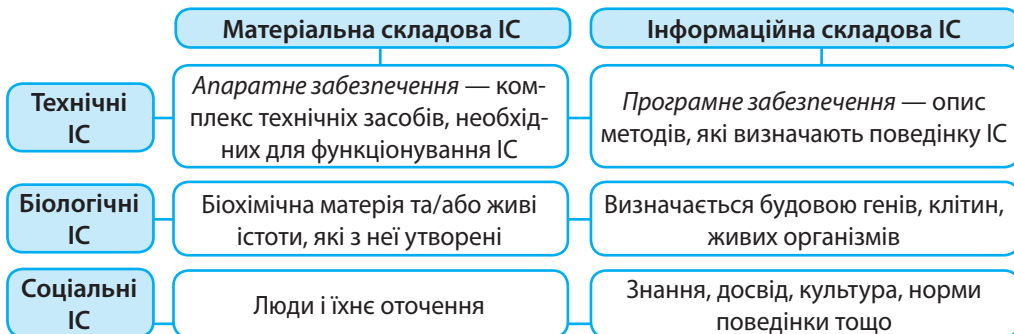 Матеріальна складова ІС
Інформаційна складова ІС
Технічні
ІС
Апаратне забезпечення — ком-
плекс технічних засобів, необхід-
них для функціонування ІС
Програмне забезпечення — опис
методів, які визначають поведінку ІС
Біологічні
ІС
Біохімічна матерія та/або живі
істоти, які з неї утворені
Визначається будовою генів, клітин,
живих організмів
Соціальні
ІС
Люди і їхнє оточення
Знання, досвід, культура, норми
поведінки тощо